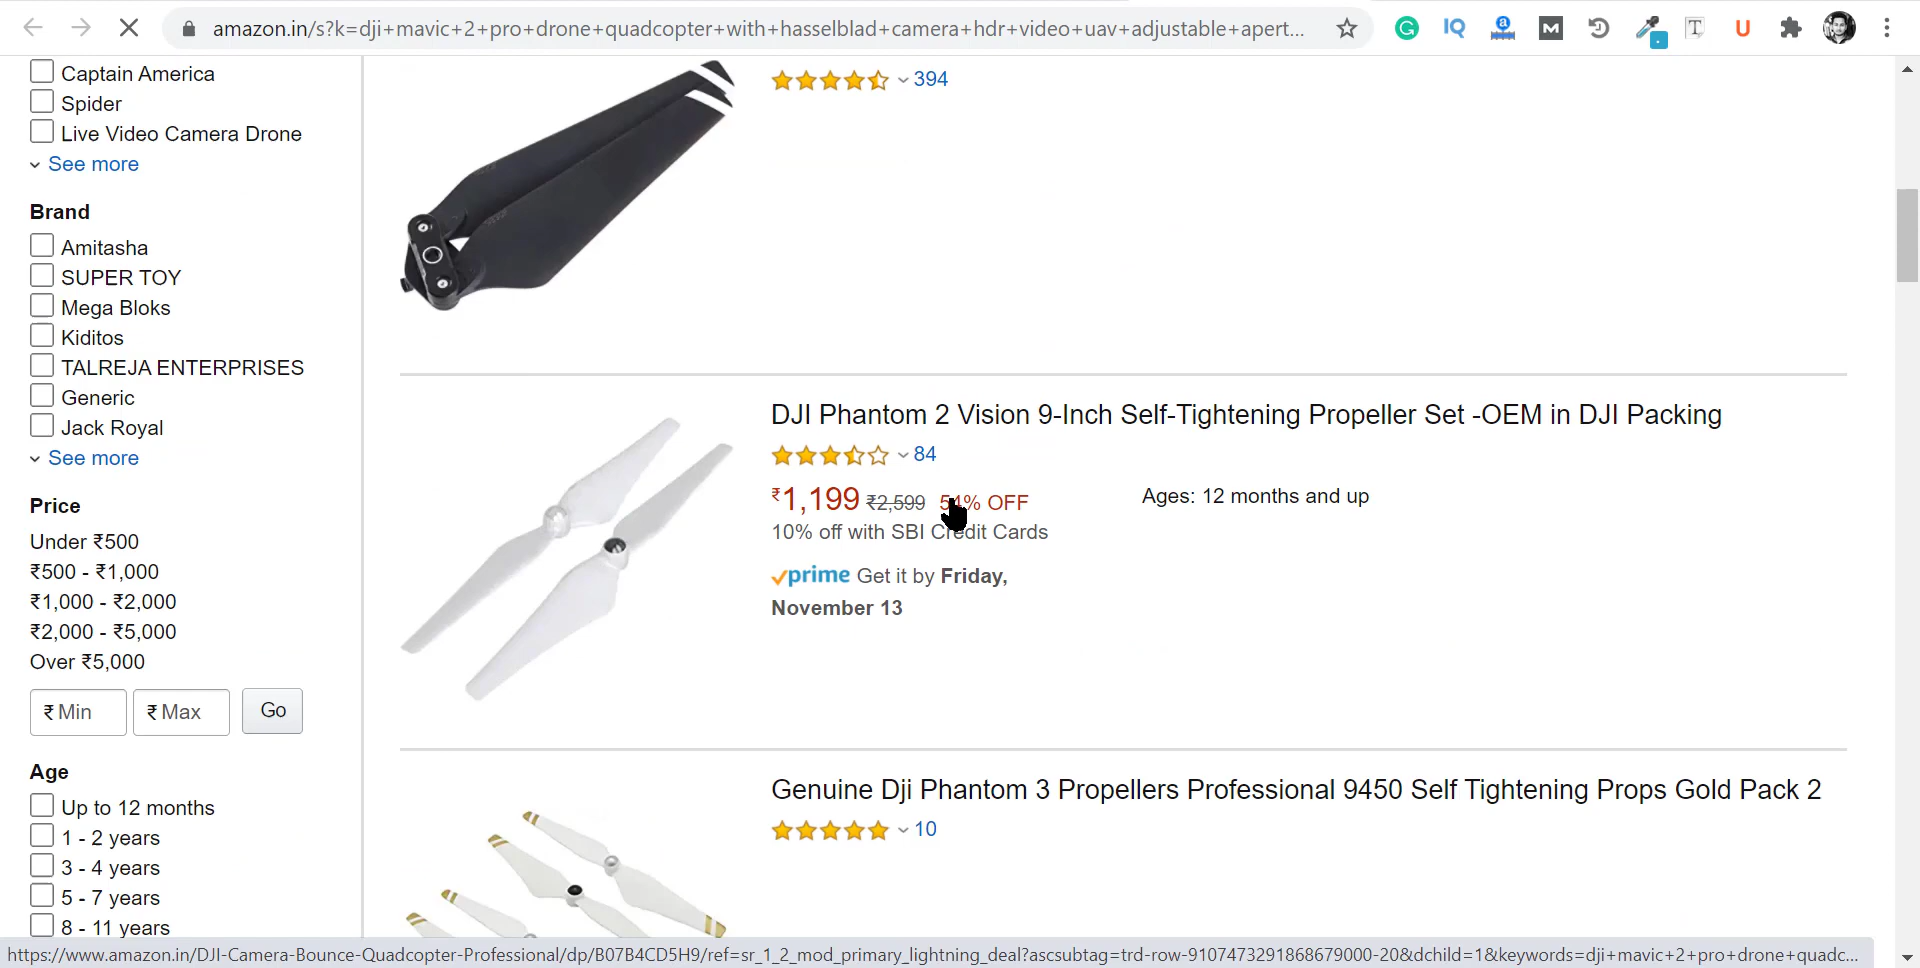 amazon.in/s?k=dji+mavic+2+pro+drone+quadcopter+with+hasselblad+camera+hdr+video+uav+adjustable+apert...
Captain America
Spider
Live Video Camera Drone
See more
Brand
Amitasha
SUPER TOY
Mega Bloks
Kiditos
TALREJA ENTERPRISES
Generic
Jack Royal
See more
Price
Under ₹500
₹500 - ₹1,000
₹1,000 - ₹2,000
₹2,000 - ₹5,000
Over ₹5,000
₹ Min ₹ Max Go
Age
Up to 12 months
1 - 2 years
3 - 4 years
5 - 7 years
8 - 11 years
394
DJI Phantom 2 Vision 9-Inch Self-Tightening Propeller Set -OEM in DJI Packing
84
₹1,199 ₹2,599 54% OFF
Ages: 12 months and up
10% off with SBI Credit Cards
prime Get it by Friday,
November 13
Genuine Dji Phantom 3 Propellers Professional 9450 Self Tightening Props Gold Pack 2
10
https://www.amazon.in/DJI-Camera-Bounce-Quadcopter-Professional/dp/B07B4CD5H9/ref=sr_1_2_mod_primary_lightning_deal?ascsubtag=trd-row-9107473291868679000-20&dchild=1&keywords=dji+mavic+2+pro+drone+quadc...